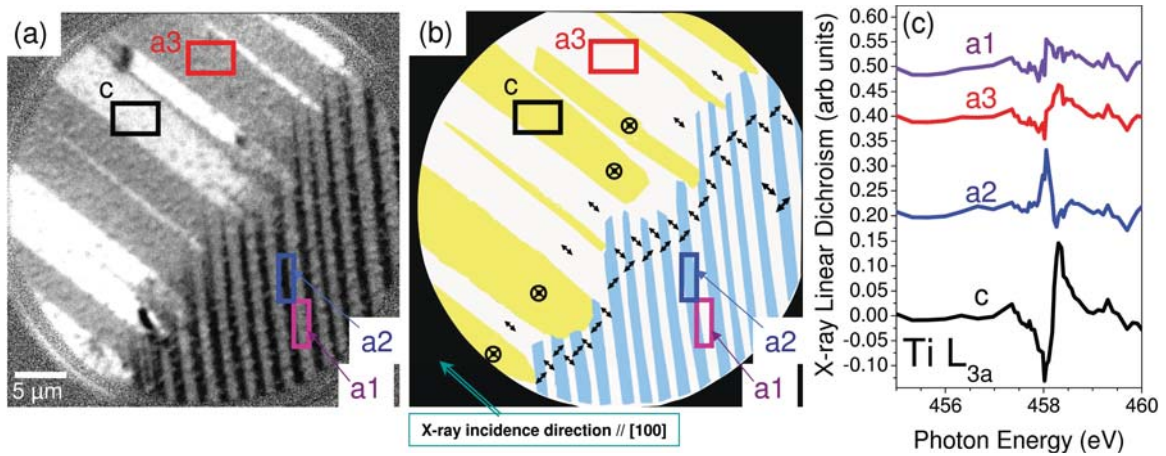 (a)
a3
c
a2
a1
5 µm
(b)
a3
c
a2
a1
X-ray incidence direction // [100]
(c)
X-ray Linear Dichroism (arb units)
0.60
0.55
0.50
0.45
0.40
0.35
0.30
0.25
0.20
0.15
0.10
0.05
0.00
-0.05
-0.10
a1
a3
a2
c
Ti L3a
456
458
460
Photon Energy (eV)